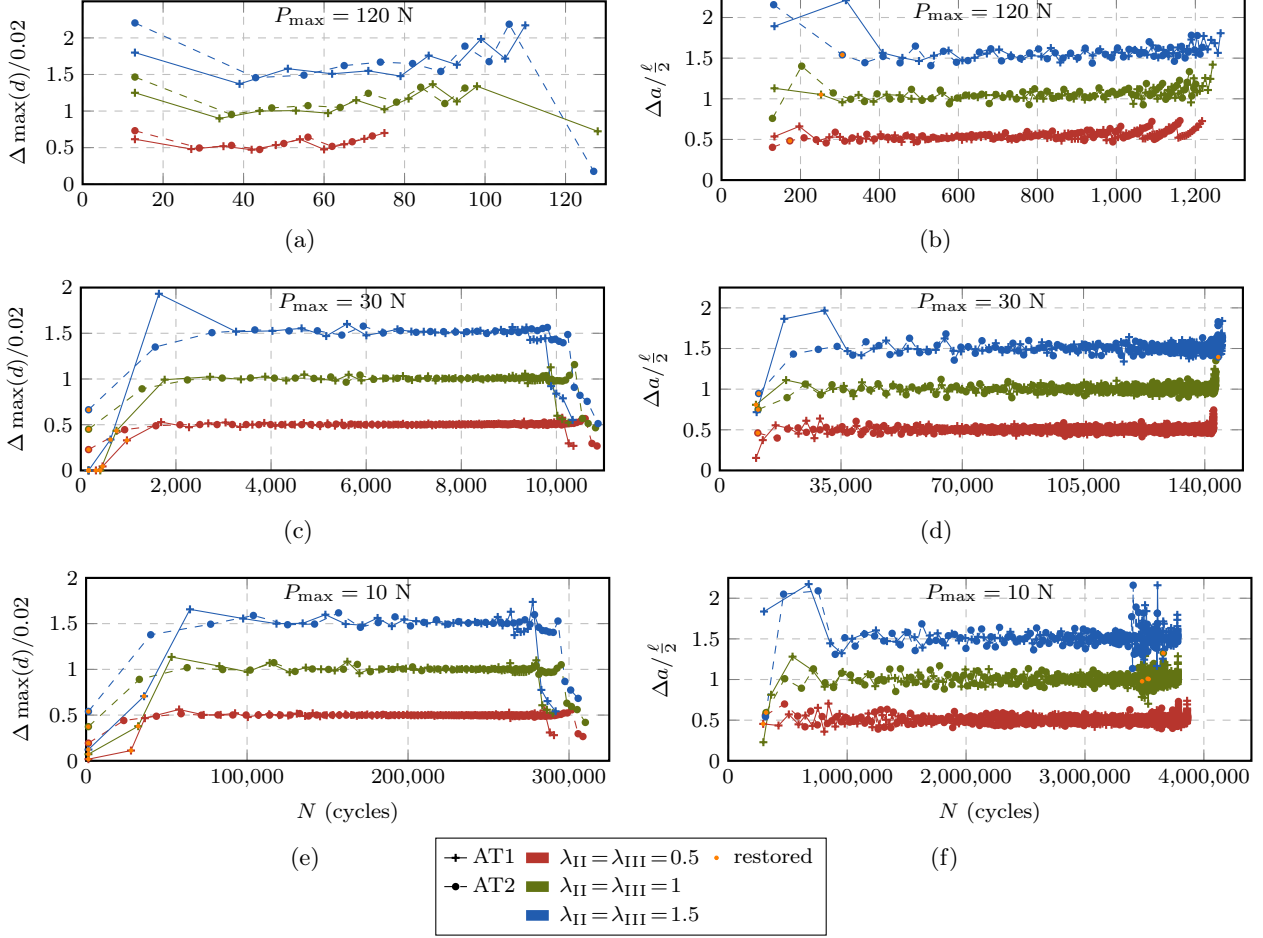 P_max = 120 N
Δ max(d)/0.02
2
1.5
1
0.5
0
0 20 40 60 80 100 120
(a)
P_max = 120 N
Δa/ℓ/2
2
1.5
1
0.5
0
0 200 400 600 800 1,000 1,200
(b)
P_max = 30 N
Δ max(d)/0.02
2
1.5
1
0.5
0
0 2,000 4,000 6,000 8,000 10,000
(c)
P_max = 30 N
Δa/ℓ/2
2
1.5
1
0.5
0
0 35,000 70,000 105,000 140,000
(d)
P_max = 10 N
Δ max(d)/0.02
2
1.5
1
0.5
0
0 100,000 200,000 300,000
N (cycles)
(e)
P_max = 10 N
Δa/ℓ/2
2
1.5
1
0.5
0
0 1,000,000 2,000,000 3,000,000 4,000,000
N (cycles)
(f)
AT1 λ_II = λ_III = 0.5 restored
AT2 λ_II = λ_III = 1
λ_II = λ_III = 1.5